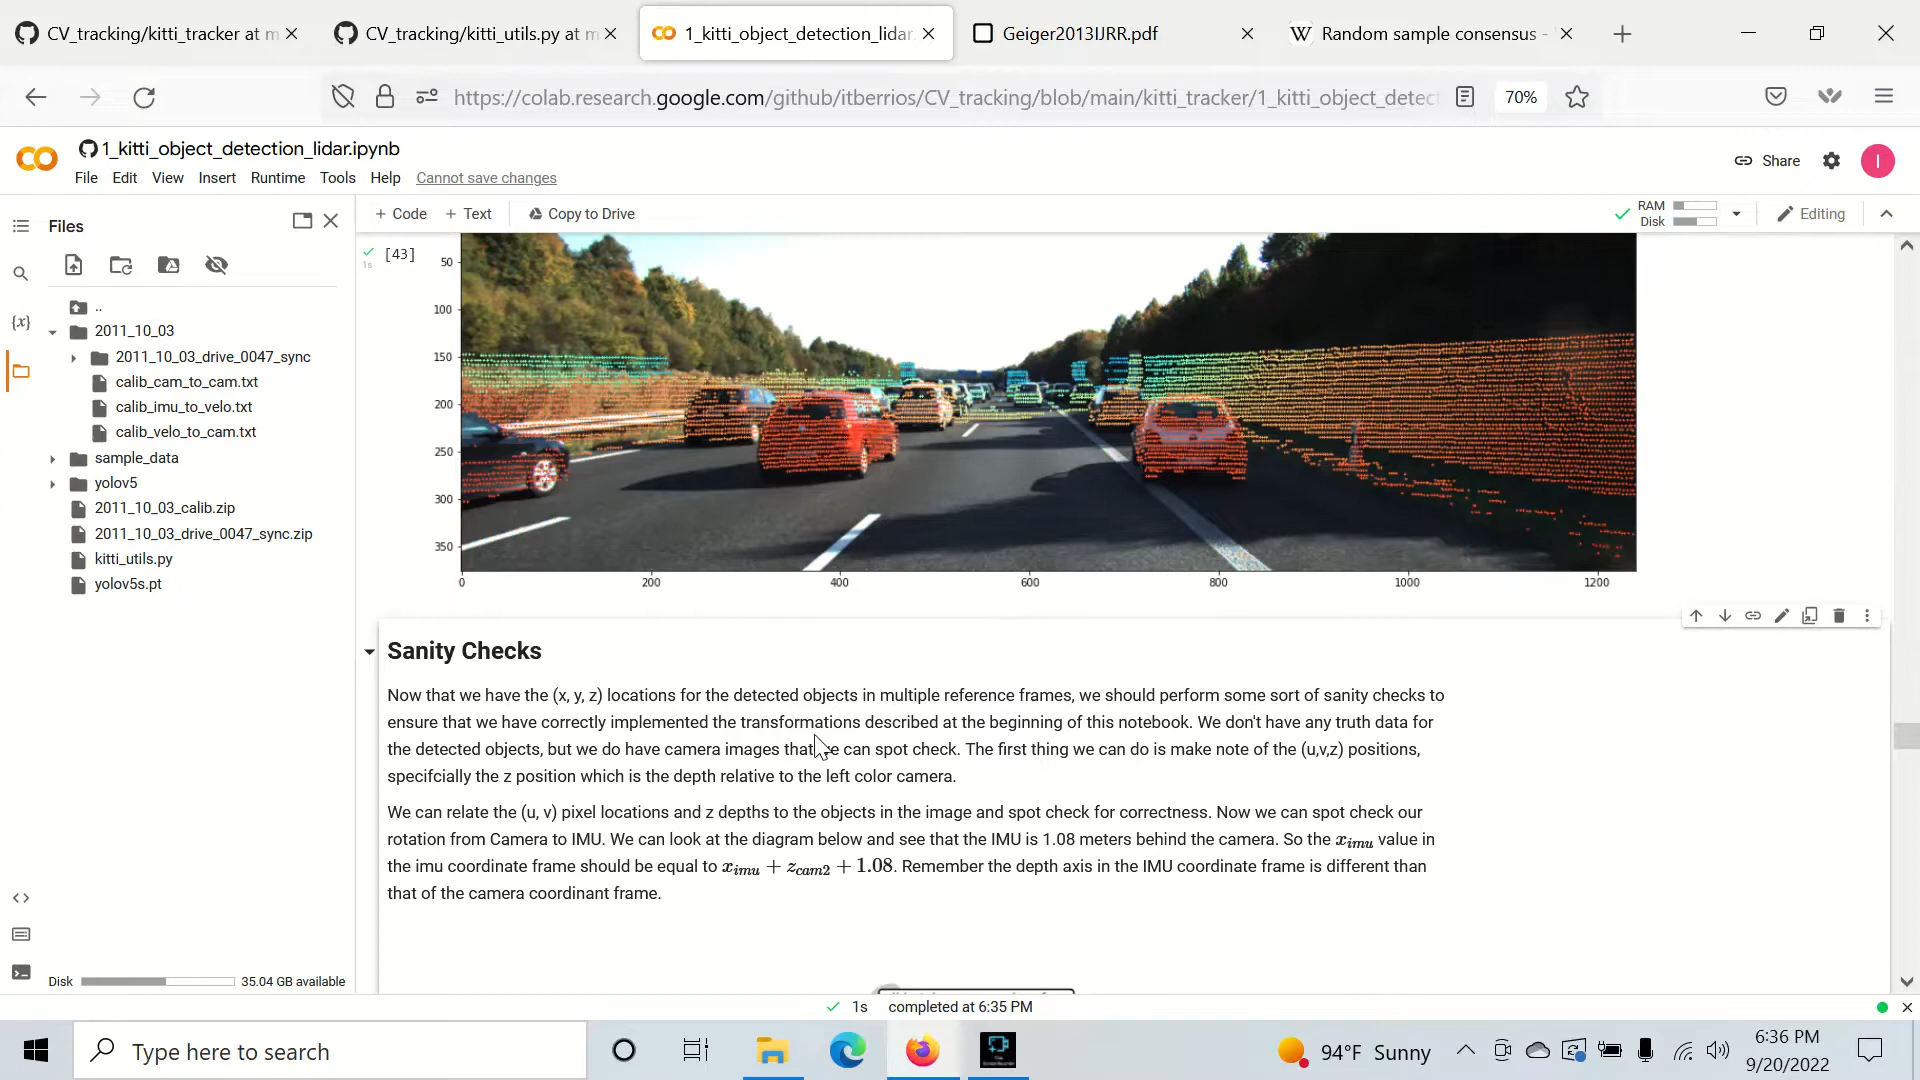 CV_tracking/kitti_tracker at m
CV_tracking/kitti_utils.py at m
1_kitti_object_detection_lidar.
Geiger2013IJRR.pdf
Random sample consensus -
https://colab.research.google.com/github/itberrios/CV_tracking/blob/main/kitti_tracker/1_kitti_object_detect
70%
1_kitti_object_detection_lidar.ipynb
File Edit View Insert Runtime Tools Help Cannot save changes
Share
I
Files
+ Code + Text Copy to Drive
RAM
Disk
Editing
..
2011_10_03
2011_10_03_drive_0047_sync
calib_cam_to_cam.txt
calib_imu_to_velo.txt
calib_velo_to_cam.txt
sample_data
yolov5
2011_10_03_calib.zip
2011_10_03_drive_0047_sync.zip
kitti_utils.py
yolov5s.pt
{x}
Disk 35.04 GB available
[43]
1s
50
100
150
200
250
300
350
0 200 400 600 800 1000 1200
Sanity Checks
Now that we have the (x, y, z) locations for the detected objects in multiple reference frames, we should perform some sort of sanity checks to
ensure that we have correctly implemented the transformations described at the beginning of this notebook. We don't have any truth data for
the detected objects, but we do have camera images that we can spot check. The first thing we can do is make note of the (u,v,z) positions,
specifcially the z position which is the depth relative to the left color camera.
We can relate the (u, v) pixel locations and z depths to the objects in the image and spot check for correctness. Now we can spot check our
rotation from Camera to IMU. We can look at the diagram below and see that the IMU is 1.08 meters behind the camera. So the x_imu value in
the imu coordinate frame should be equal to x_imu + z_cam2 + 1.08. Remember the depth axis in the IMU coordinate frame is different than
that of the camera coordinant frame.
1s completed at 6:35 PM
Type here to search
94°F Sunny
6:36 PM
9/20/2022